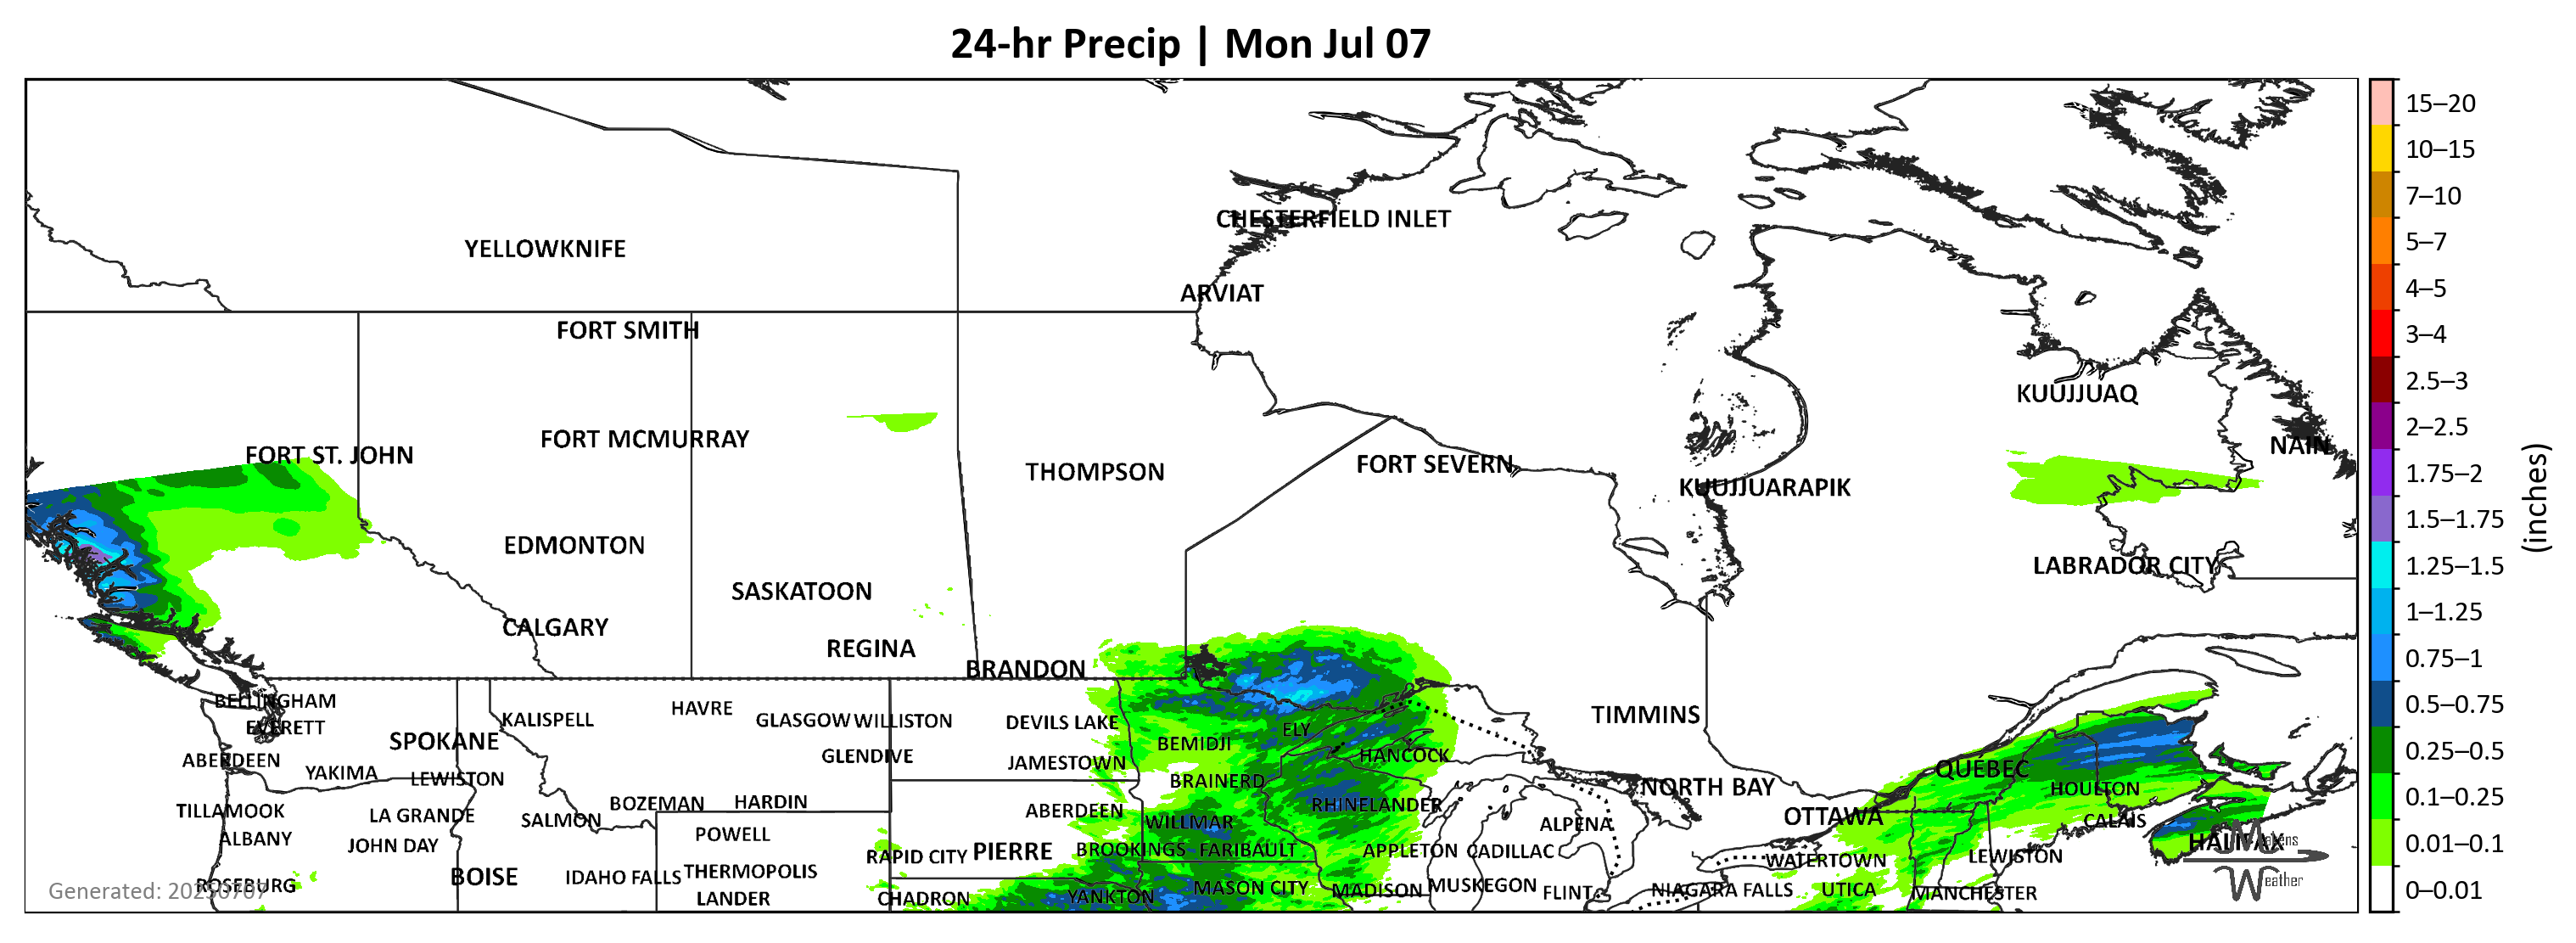 24-hr Precip | Mon Jul 07
15–20
10–15
7–10
5–7
4–5
3–4
2.5–3
2–2.5
1.75–2
1.5–1.75
1.25–1.5
1–1.25
0.75–1
0.5–0.75
0.25–0.5
0.1–0.25
0.01–0.1
0–0.01
(inches)
CHESTERFIELD INLET
YELLOWKNIFE
ARVIAT
FORT SMITH
KUUJJUAQ
FORT MCMURRAY
NAIN
FORT ST. JOHN
FORT SEVERN
THOMPSON
KUUJJUARAPIK
EDMONTON
LABRADOR CITY
SASKATOON
CALGARY
REGINA
BRANDON
BELLINGHAM
HAVRE
TIMMINS
KALISPELL
GLASGOW
WILLISTON
DEVILS LAKE
EVERETT
ELY
SPOKANE
BEMIDJI
HANCOCK
GLENDIVE
ABERDEEN
JAMESTOWN
QUÉBEC
YAKIMA
LEWISTON
BRAINERD
NORTH BAY
HOULTON
BOZEMAN
HARDIN
RHINELANDER
TILLAMOOK
LA GRANDE
SALMON
ABERDEEN
WILLMAR
OTTAWA
ALPENA
CALAIS
ALBANY
JOHN DAY
POWELL
HALIFAX
RAPID CITY
PIERRE
BROOKINGS
FARIBAULT
APPLETON
CADILLAC
WATERTOWN
LEWISTON
Weather
BOISE
IDAHO FALLS
THERMOPOLIS
ROSEBURG
MASON CITY
MADISON
MUSKEGON
FLINT
NIAGARA FALLS
UTICA
MANCHESTER
LANDER
CHADRON
YANKTON
Generated: 20250707